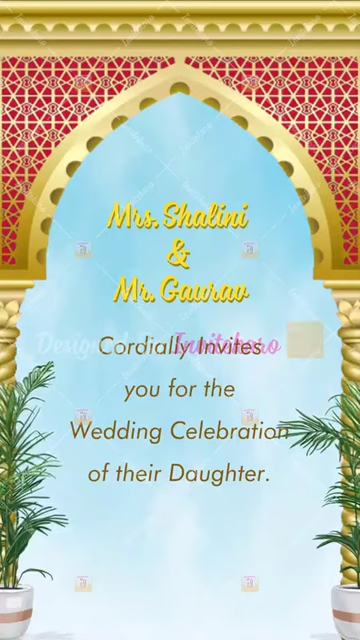 Mrs. Shalini
&
Mr. Gaurav
Cordially Invites
you for the
Wedding Celebration
of their Daughter.